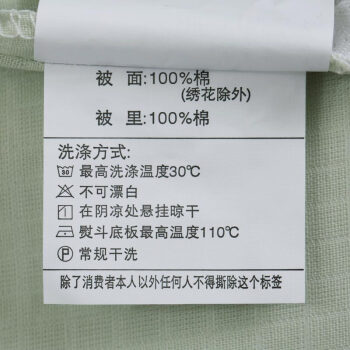 被 面:100%棉
(绣花除外)
被 里:100%棉
洗涤方式:
最高洗涤温度30℃
不可漂白
在阴凉处悬挂晾干
熨斗底板最高温度110℃
Ⓟ 常规干洗
除了消费者本人以外任何人不得撕除这个标签